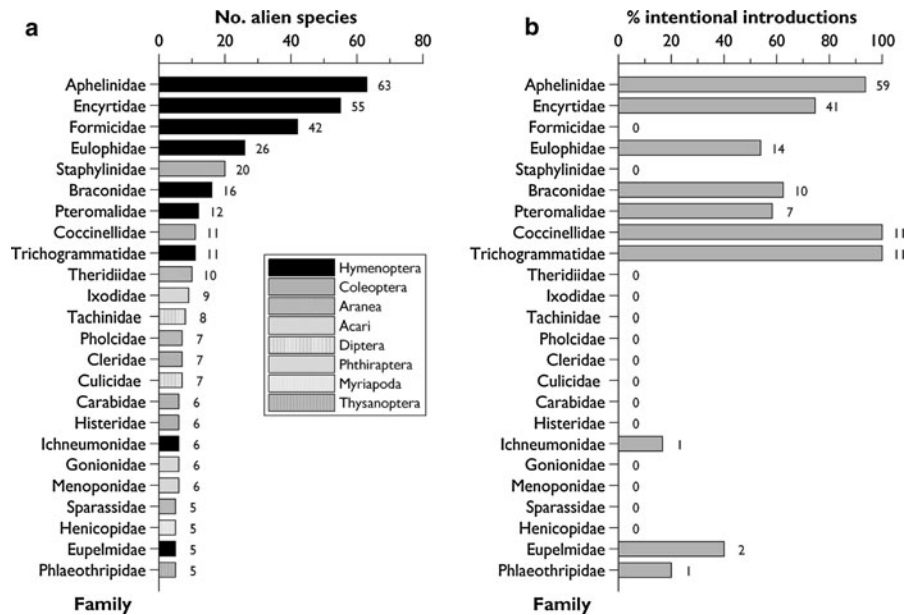 a
No. alien species
0 20 40 60 80
Aphelinidae 63
Encyrtidae 55
Formicidae 42
Eulophidae 26
Staphylinidae 20
Braconidae 16
Pteromalidae 12
Coccinellidae 11
Trichogrammatidae 11
Theridiidae 10
Ixodidae 9
Tachinidae 8
Pholcidae 7
Cleridae 7
Culicidae 7
Carabidae 6
Histeridae 6
Ichneumonidae 6
Gonionidae 6
Menoponidae 6
Sparassidae 5
Henicopidae 5
Eupelmidae 5
Phlaeothripidae 5
Family
Hymenoptera
Coleoptera
Aranea
Acari
Diptera
Phthiraptera
Myriapoda
Thysanoptera
b
% intentional introductions
0 20 40 60 80 100
Aphelinidae 59
Encyrtidae 41
Formicidae 0
Eulophidae 14
Staphylinidae 0
Braconidae 10
Pteromalidae 7
Coccinellidae 11
Trichogrammatidae 11
Theridiidae 0
Ixodidae 0
Tachinidae 0
Pholcidae 0
Cleridae 0
Culicidae 0
Carabidae 0
Histeridae 0
Ichneumonidae 1
Gonionidae 0
Menoponidae 0
Sparassidae 0
Henicopidae 0
Eupelmidae 2
Phlaeothripidae 1
Family